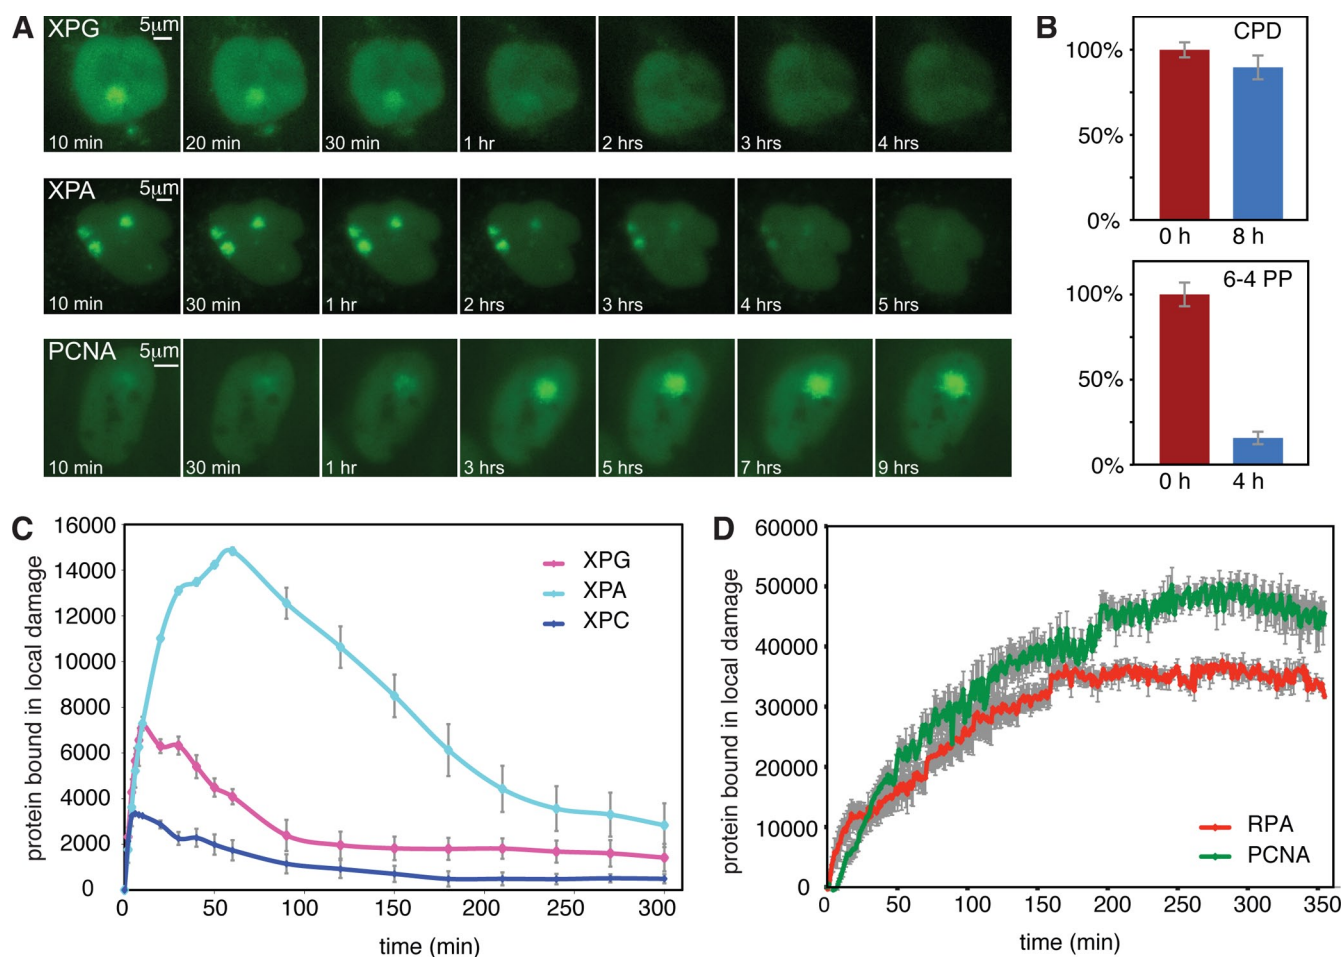 A
XPG
5µm
10 min
20 min
30 min
1 hr
2 hrs
3 hrs
4 hrs
XPA
5µm
10 min
30 min
1 hr
2 hrs
3 hrs
4 hrs
5 hrs
PCNA
5µm
10 min
30 min
1 hr
3 hrs
5 hrs
7 hrs
9 hrs
B
CPD
100%
50%
0%
0 h
8 h
6-4 PP
100%
50%
0%
0 h
4 h
C
protein bound in local damage
16000
14000
12000
10000
8000
6000
4000
2000
0
XPG
XPA
XPC
0 50 100 150 200 250 300
time (min)
D
protein bound in local damage
60000
50000
40000
30000
20000
10000
0
RPA
PCNA
0 50 100 150 200 250 300 350
time (min)